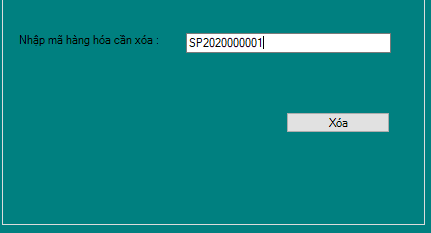 Nhập mã hàng hóa cần xóa :
SP2020000001
Xóa